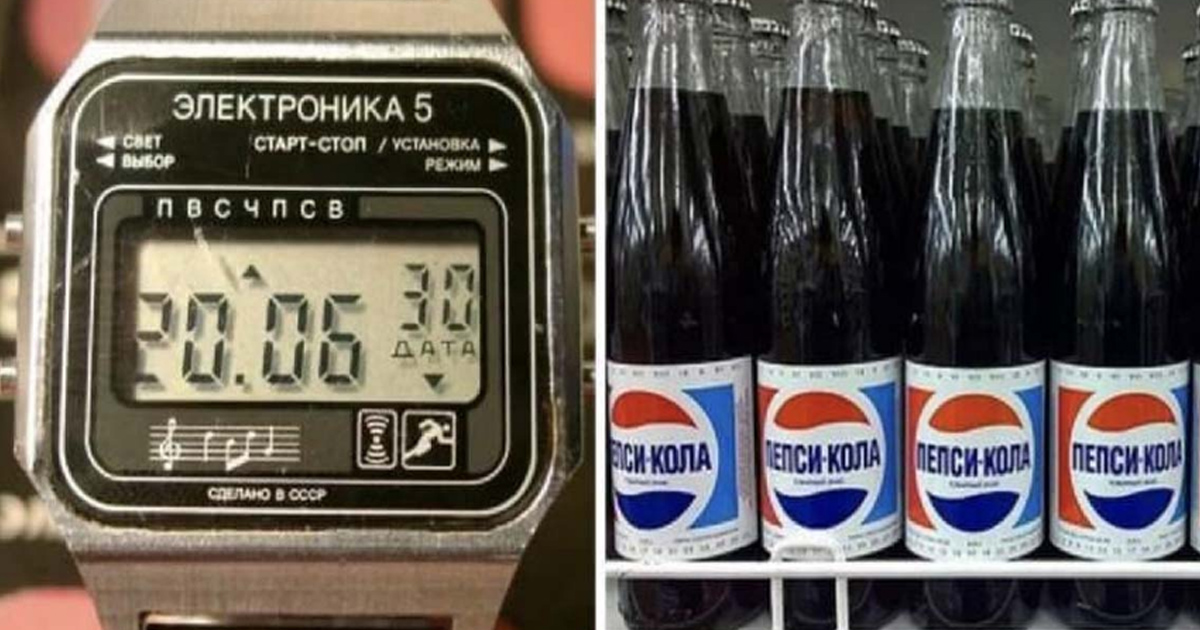 ЭЛЕКТРОНИКА 5
СВЕТ СТАРТ-СТОП / УСТАНОВКА
ВЫБОР РЕЖИМ
П В С Ч П С В
20.06 30
ДАТА
СДЕЛАНО В СССР
ПЕПСИ-КОЛА
ПЕПСИ-КОЛА
ПЕПСИ-КОЛА
ПЕПСИ-КОЛА